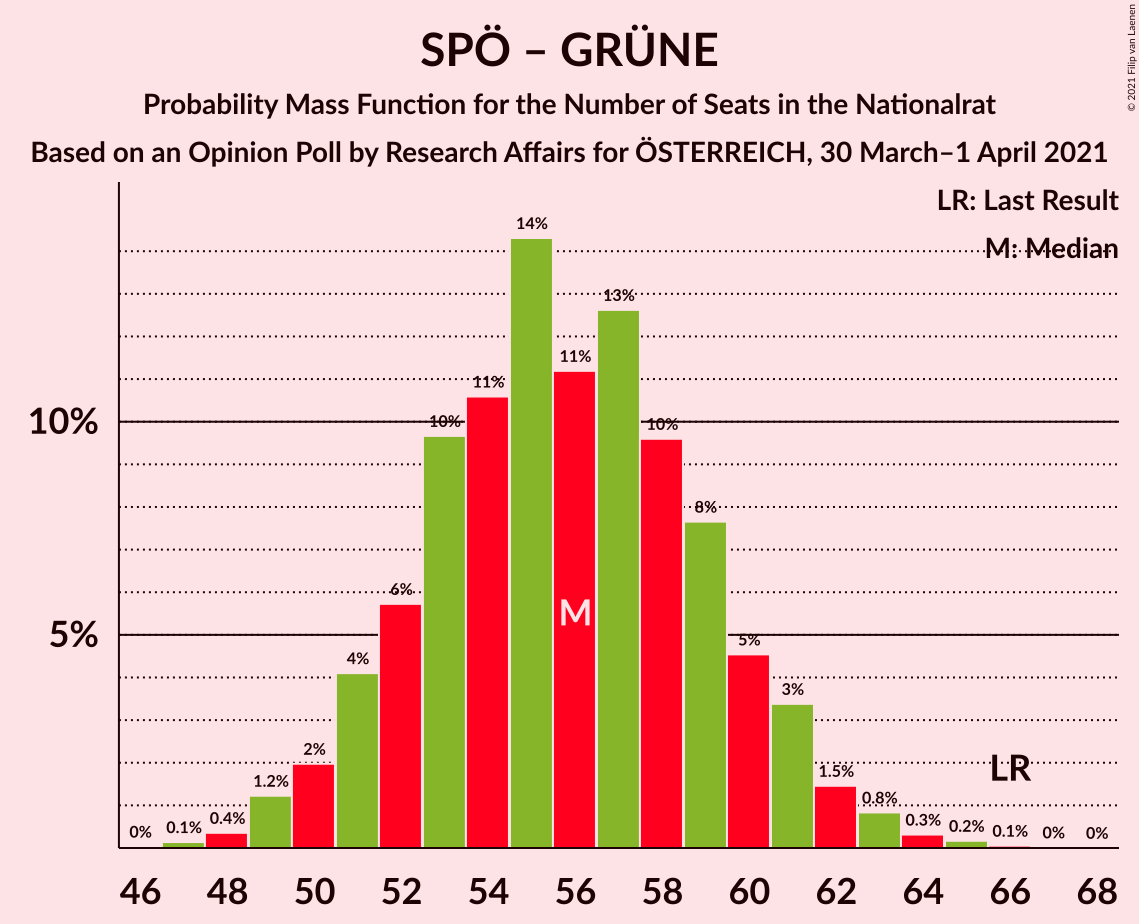 SPÖ – GRÜNE
Probability Mass Function for the Number of Seats in the Nationalrat
Based on an Opinion Poll by Research Affairs for ÖSTERREICH, 30 March–1 April 2021
© 2021 Filip van Laenen
LR: Last Result
M: Median
10%
5%
0%
0.1%
0.4%
1.2%
2%
4%
6%
10%
11%
14%
11%
13%
10%
8%
5%
3%
1.5%
0.8%
0.3%
0.2%
0.1%
0%
0%
M
LR
46 48 50 52 54 56 58 60 62 64 66 68